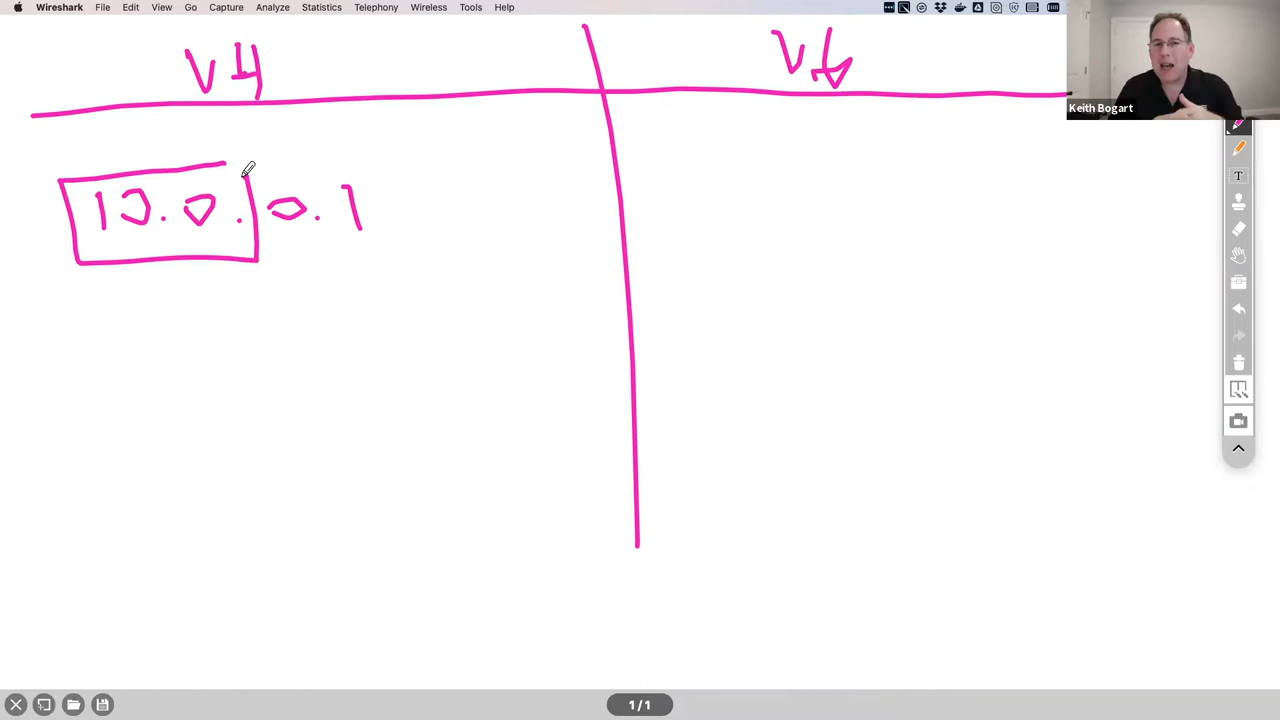 Wireshark File Edit View Go Capture Analyze Statistics Telephony Wireless Tools Help
v4
v6
Keith Bogart
10.0.0.1
T
1/1